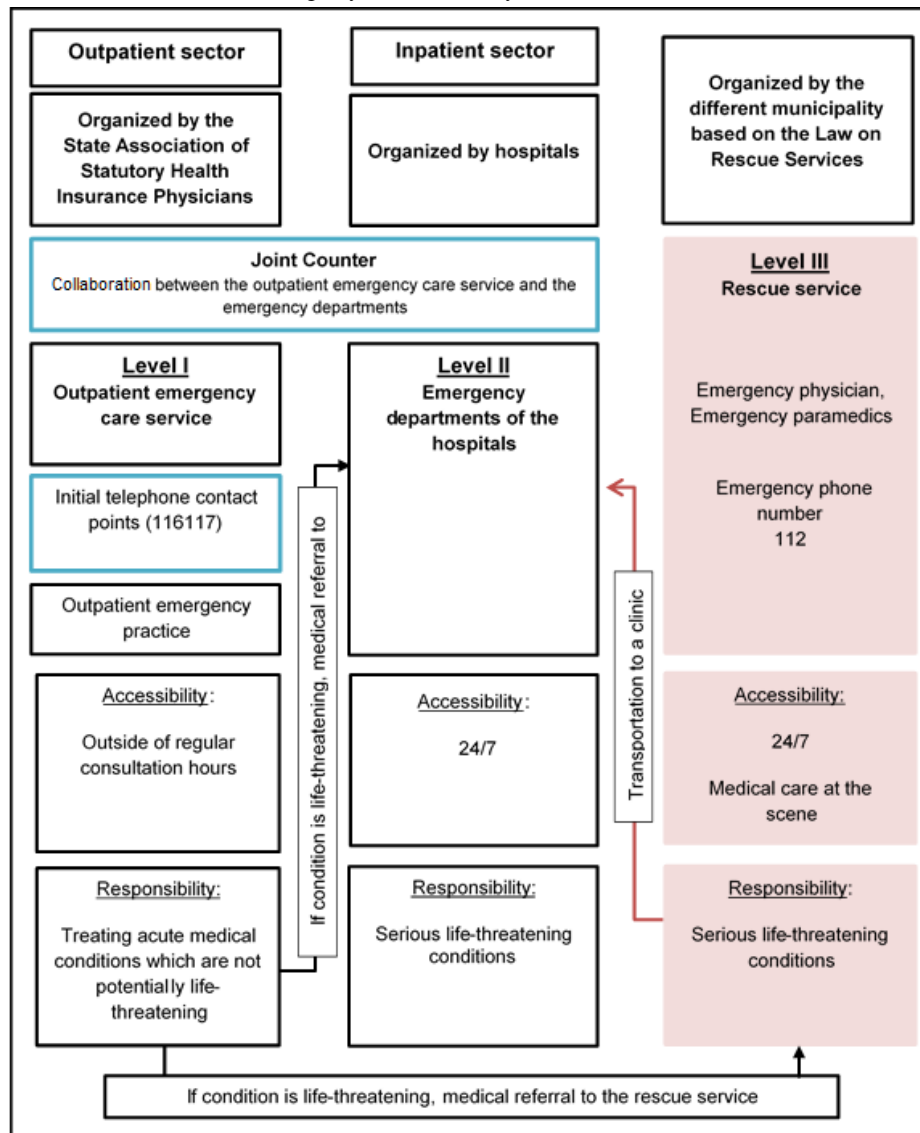 Outpatient sector
Organized by the
State Association of
Statutory Health
Insurance Physicians
Inpatient sector
Organized by hospitals
Organized by the
different municipality
based on the Law on
Rescue Services
Joint Counter
Collaboration between the outpatient emergency care service and the
emergency departments
Level I
Outpatient emergency
care service
Initial telephone contact
points (116117)
Outpatient emergency
practice
Accessibility:
Outside of regular
consultation hours
Responsibility:
Treating acute medical
conditions which are not
potentially life-
threatening
If condition is life-threatening, medical referral to
Level II
Emergency
departments of the
hospitals
Accessibility:
24/7
Responsibility:
Serious life-threatening
conditions
Transportation to a clinic
Level III
Rescue service
Emergency physician,
Emergency paramedics
Emergency phone
number
112
Accessibility:
24/7
Medical care at the
scene
Responsibility:
Serious life-threatening
conditions
If condition is life-threatening, medical referral to the rescue service